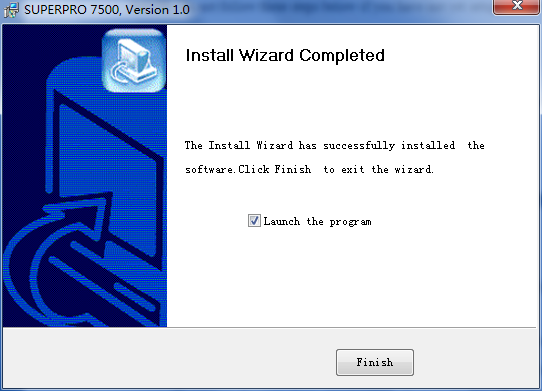 SUPERPRO 7500, Version 1.0
Install Wizard Completed
The Install Wizard has successfully installed  the
software.Click Finish  to exit the wizard.
Launch the program
Finish